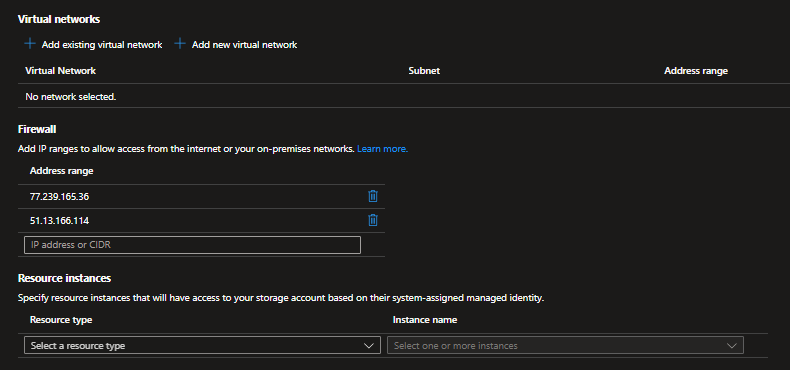 Virtual networks
Add existing virtual network Add new virtual network
Virtual Network Subnet Address range
No network selected.
Firewall
Add IP ranges to allow access from the internet or your on-premises networks. Learn more.
Address range
77.239.165.36
51.13.166.114
IP address or CIDR
Resource instances
Specify resource instances that will have access to your storage account based on their system-assigned managed identity.
Resource type Instance name
Select a resource type Select one or more instances